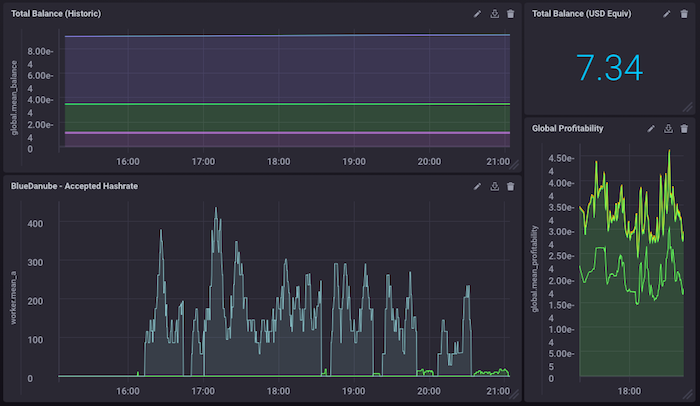 Total Balance (Historic)
global.mean_balance
8.00e-
4
6.00e-
4
4.00e-
4
2.00e-
4
0
16:00 17:00 18:00 19:00 20:00 21:00
Total Balance (USD Equiv)
7.34
BlueDanube - Accepted Hashrate
worker.mean_a
400
300
200
100
0
16:00 17:00 18:00 19:00 20:00 21:00
Global Profitability
global.mean_profitability
4.50e-
4
4.00e-
4
3.50e-
4
3.00e-
4
2.50e-
4
2.00e-
4
1.50e-
4
1.00e-
4
5.00e-
5
0
18:00